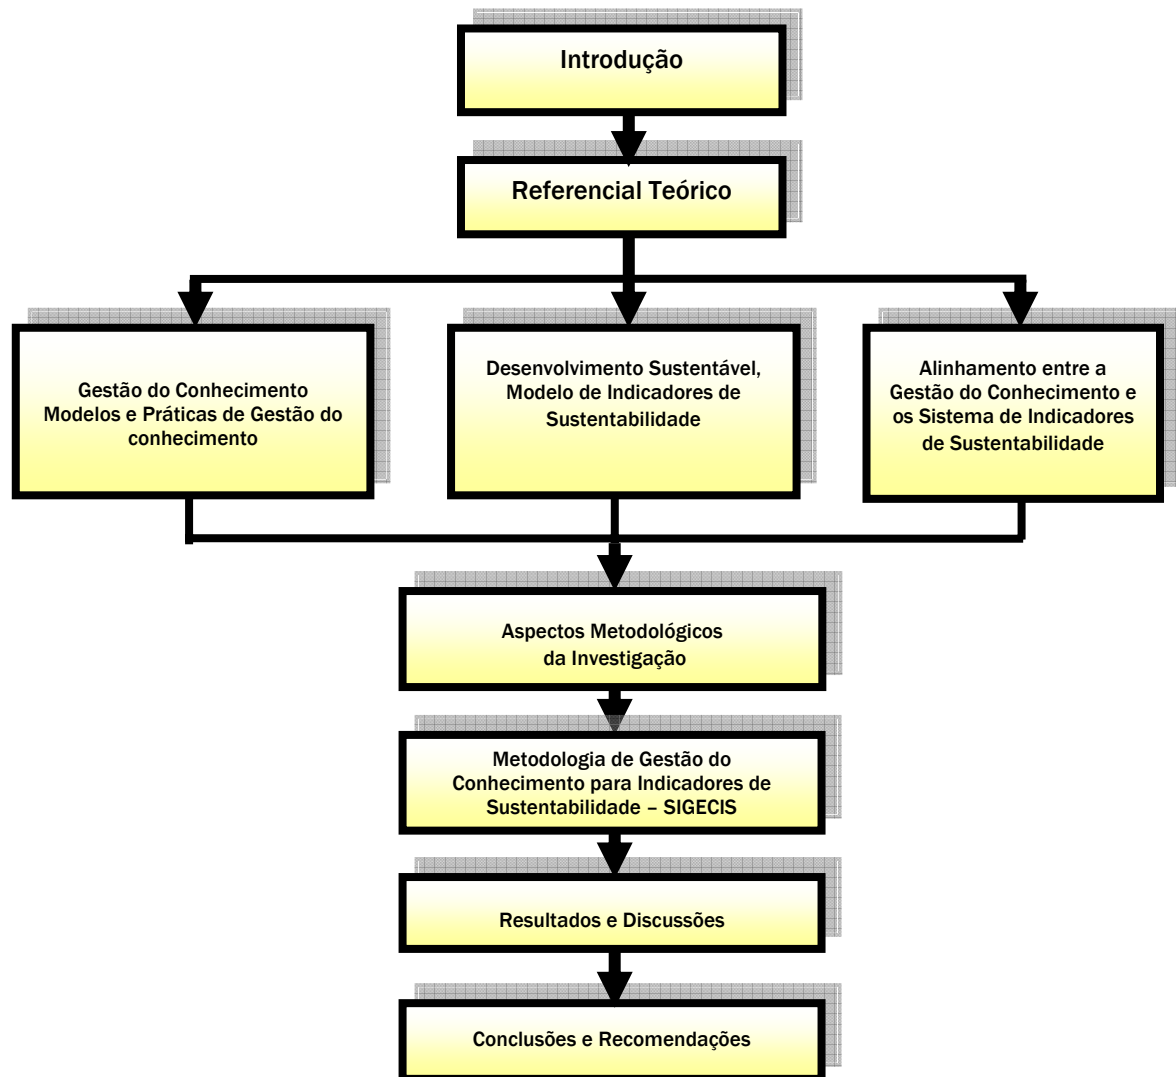 Introdução
Referencial Teórico
Gestão do Conhecimento
Modelos e Práticas de Gestão do
conhecimento
Desenvolvimento Sustentável,
Modelo de Indicadores de
Sustentabilidade
Alinhamento entre a
Gestão do Conhecimento e
os Sistema de Indicadores
de Sustentabilidade
Aspectos Metodológicos
da Investigação
Metodologia de Gestão do
Conhecimento para Indicadores de
Sustentabilidade – SIGECIS
Resultados e Discussões
Conclusões e Recomendações